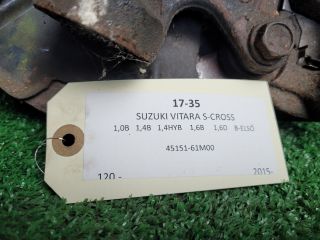 17-35
SUZUKI VITARA S-CROSS
1,0B 1,4B 1,4HYB 1,6B 1,6D B-ELSŐ
45151-61M00
120.- 2015-